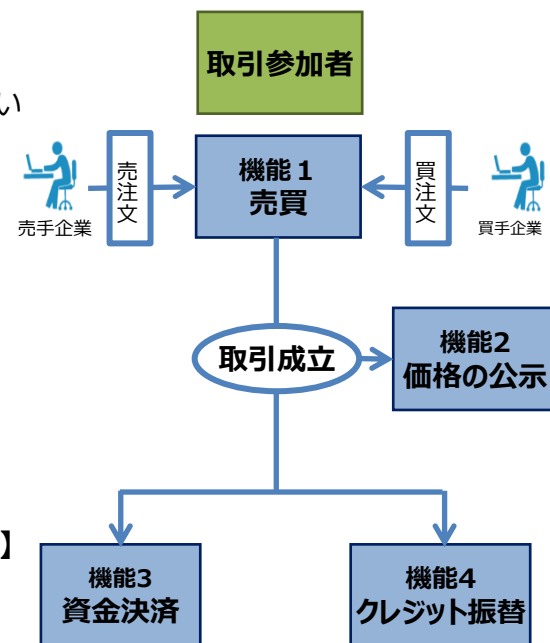 取引参加者
い
売注文
機能１
売買
買注文
売手企業
買手企業
取引成立
機能2
価格の公示
】
機能3
資金決済
機能4
クレジット振替